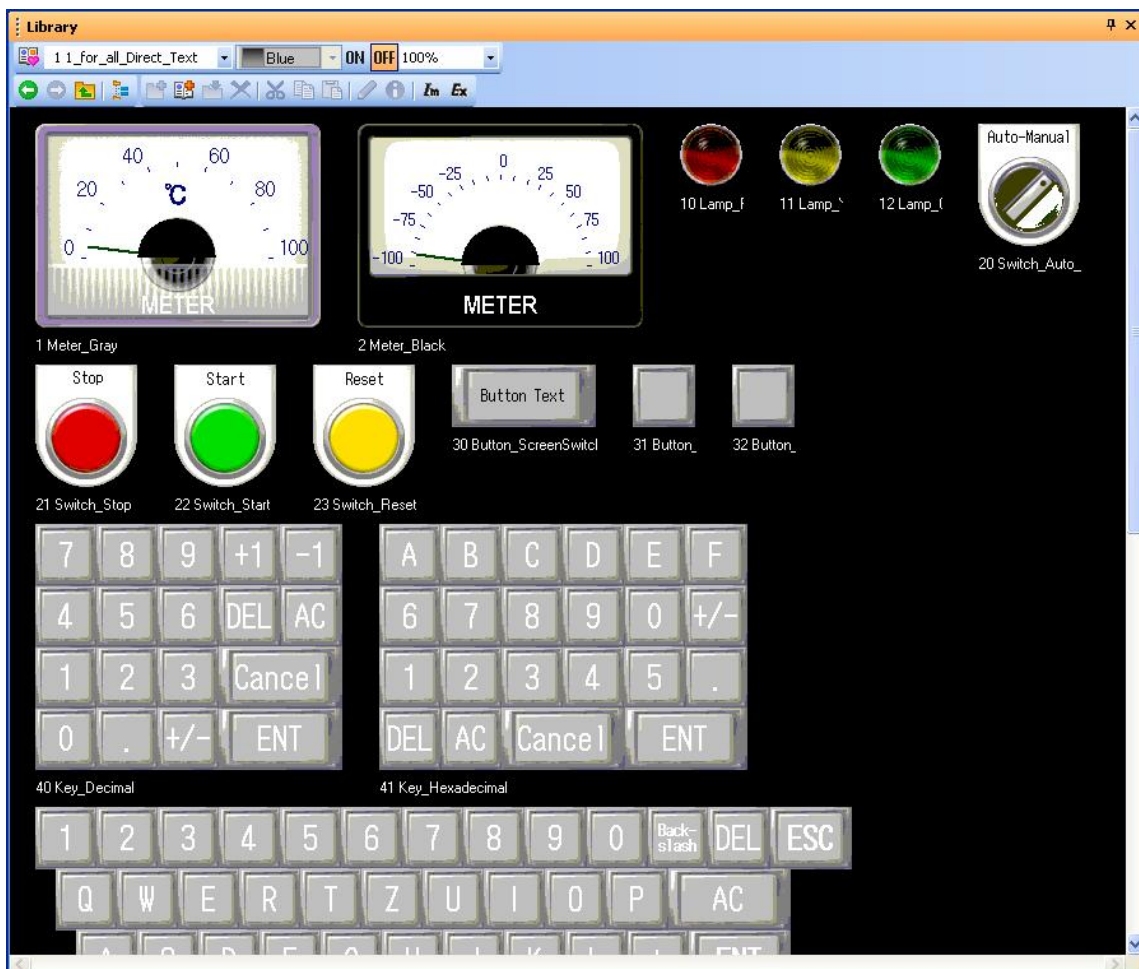 Library
1 1_for_all_Direct_Text Blue ON OFF 100%
Im Ex
40 60
20 °C 80
0 100
METER
1 Meter_Gray
0
-25 25
-50 50
-75 75
-100 100
METER
2 Meter_Black
10 Lamp_F 11 Lamp_Y 12 Lamp_(
Auto-Manual
20 Switch_Auto_
Stop Start Reset
21 Switch_Stop 22 Switch_Start 23 Switch_Reset
Button Text
30 Button_ScreenSwitcl 31 Button_ 32 Button_
7 8 9 +1 -1
4 5 6 DEL AC
1 2 3 Cancel
0 . +/- ENT
40 Key_Decimal
A B C D E F
6 7 8 9 0 +/-
1 2 3 4 5 .
DEL AC Cancel ENT
41 Key_Hexadecimal
1 2 3 4 5 6 7 8 9 0 Back-slash DEL ESC
Q W E R T Z U I O P AC